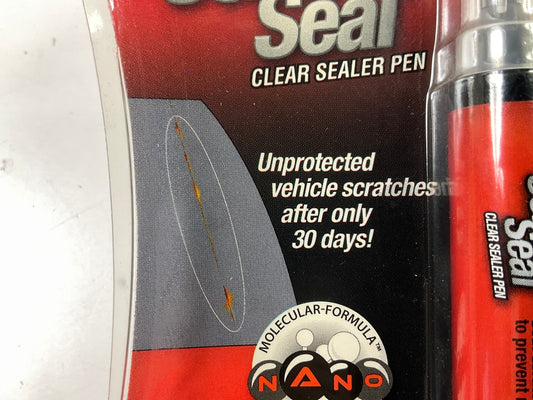 Seal
CLEAR SEALER PEN
Unprotected
vehicle scratches
after only
30 days!
MOLECULAR-FORMULA™
NANO
Seal
CLEAR SEALER PEN
to prevent